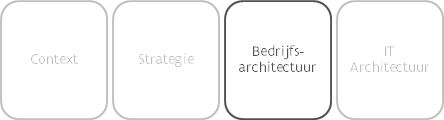 Context
Strategie
Bedrijfs-
architectuur
IT
Architectuur